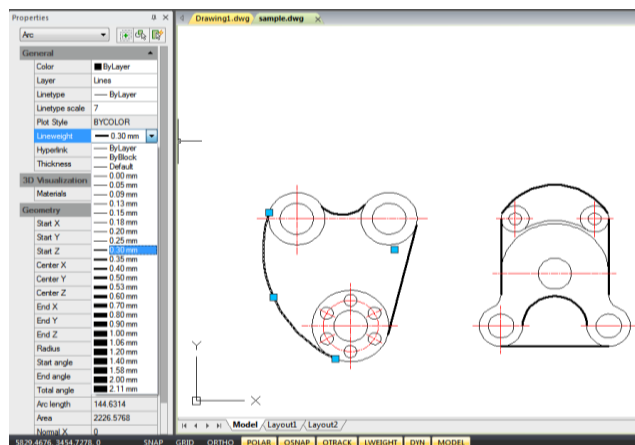 Properties
Drawing1.dwg sample.dwg
Arc
General
Color ByLayer
Layer Lines
Linetype ByLayer
Linetype scale 7
Plot Style BYCOLOR
Lineweight 0.30 mm
Hyperlink
Thickness
3D Visualization
Materials
Geometry
Start X
Start Y
Start Z
Center X
Center Y
Center Z
End X
End Y
End Z
Radius
Start angle
End angle
Total angle
ByLayer
ByBlock
Default
0.00 mm
0.05 mm
0.09 mm
0.13 mm
0.15 mm
0.18 mm
0.20 mm
0.25 mm
0.30 mm
0.35 mm
0.40 mm
0.50 mm
0.53 mm
0.60 mm
0.70 mm
0.80 mm
0.90 mm
1.00 mm
1.06 mm
1.20 mm
1.40 mm
1.58 mm
2.00 mm
2.11 mm
Arc length 144.6314
Area 2226.5768
Normal X 0
Y
X
Model Layout1 Layout2
5829.4676, 3454.7278, 0 SNAP GRID ORTHO POLAR OSNAP OTRACK LWEIGHT DYN MODEL